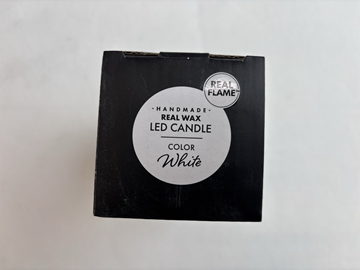 REAL
FLAME
- HANDMADE -
REAL WAX
LED CANDLE
COLOR
White